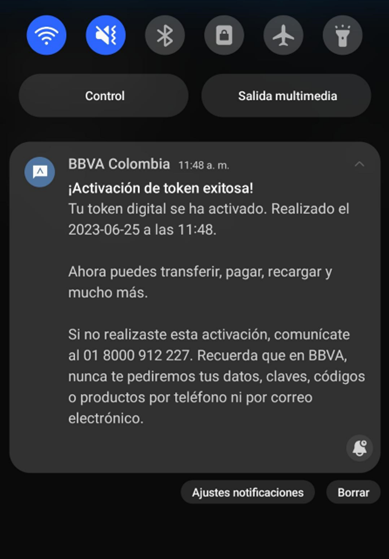 Control
Salida multimedia
BBVA Colombia 11:48 a. m.
¡Activación de token exitosa!
Tu token digital se ha activado. Realizado el
2023-06-25 a las 11:48.
Ahora puedes transferir, pagar, recargar y
mucho más.
Si no realizaste esta activación, comunícate
al 01 8000 912 227. Recuerda que en BBVA,
nunca te pediremos tus datos, claves, códigos
o productos por teléfono ni por correo
electrónico.
Ajustes notificaciones
Borrar